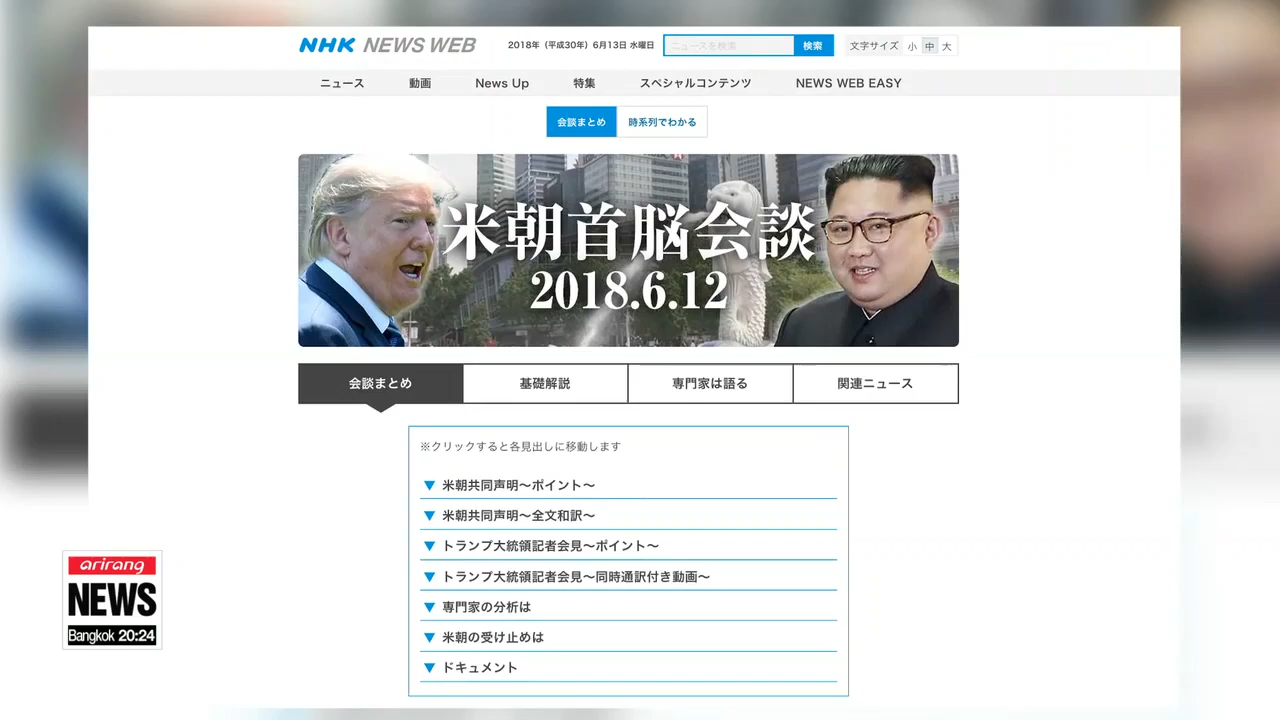 NHK NEWS WEB
2018年（平成30年）6月13日 水曜日
ニュースを検索
検索
文字サイズ 小 中 大
ニュース 動画 News Up 特集 スペシャルコンテンツ NEWS WEB EASY
会談まとめ 時系列でわかる
米朝首脳会談
2018.6.12
会談まとめ 基礎解説 専門家は語る 関連ニュース
※クリックすると各見出しに移動します
▼ 米朝共同声明〜ポイント〜
▼ 米朝共同声明〜全文和訳〜
▼ トランプ大統領記者会見〜ポイント〜
▼ トランプ大統領記者会見〜同時通訳付き動画〜
▼ 専門家の分析は
▼ 米朝の受け止めは
▼ ドキュメント
arirang
NEWS
Bangkok 20:24